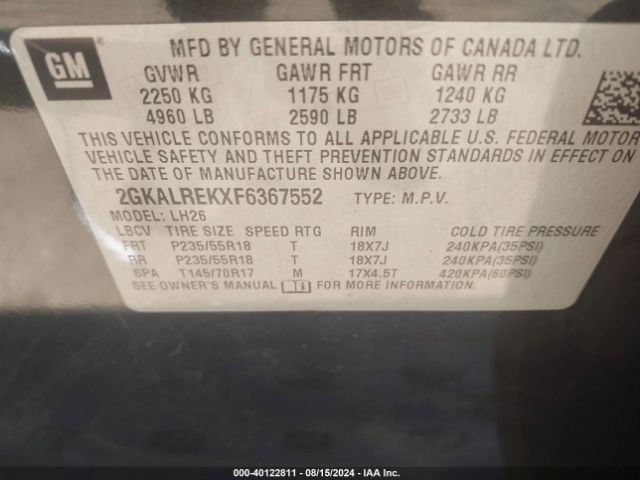 GM
MFD BY GENERAL MOTORS OF CANADA LTD.
GVWR GAWR FRT GAWR RR
2250 KG 1175 KG 1240 KG
4960 LB 2590 LB 2733 LB
THIS VEHICLE CONFORMS TO ALL APPLICABLE U.S. FEDERAL MOTOR
VEHICLE SAFETY AND THEFT PREVENTION STANDARDS IN EFFECT ON
THE DATE OF MANUFACTURE SHOWN ABOVE.
2GKALREKXF6367552 TYPE: M.P.V.
MODEL: LH26
LBCV TIRE SIZE SPEED RTG RIM COLD TIRE PRESSURE
FRT P235/55R18 T 18X7J 240KPA(35PSI)
RR P235/55R18 T 18X7J 240KPA(35PSI)
SPA T145/70R17 M 17X4.5T 420KPA(60PSI)
SEE OWNER'S MANUAL FOR MORE INFORMATION.
000-40122811 - 08/15/2024 - IAA Inc.